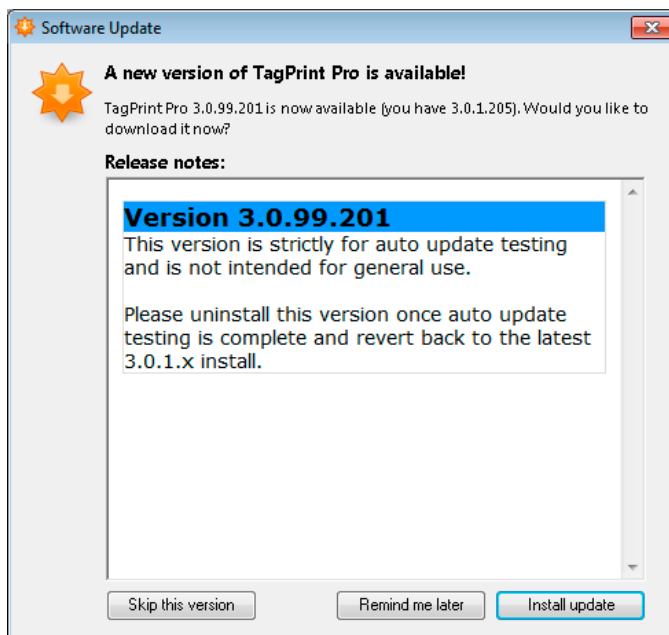 Software Update
A new version of TagPrint Pro is available!
TagPrint Pro 3.0.99.201 is now available (you have 3.0.1.205). Would you like to
download it now?
Release notes:
Version 3.0.99.201
This version is strictly for auto update testing
and is not intended for general use.
Please uninstall this version once auto update
testing is complete and revert back to the latest
3.0.1.x install.
Skip this version
Remind me later
Install update